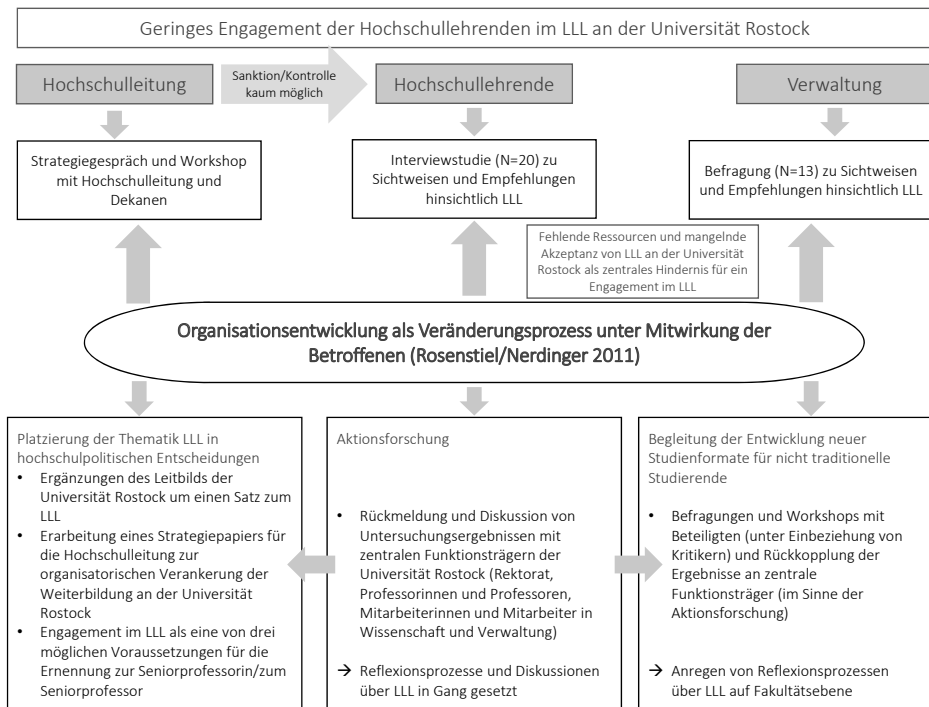 Geringes Engagement der Hochschullehrenden im LLL an der Universität Rostock
Hochschulleitung
Sanktion/Kontrolle
kaum möglich
Hochschullehrende
Verwaltung
Strategiegespräch und Workshop
mit Hochschulleitung und
Dekanen
Interviewstudie (N=20) zu
Sichtweisen und Empfehlungen
hinsichtlich LLL
Befragung (N=13) zu Sichtweisen
und Empfehlungen hinsichtlich LLL
Fehlende Ressourcen und mangelnde
Akzeptanz von LLL an der Universität
Rostock als zentrales Hindernis für ein
Engagement im LLL
Organisationsentwicklung als Veränderungsprozess unter Mitwirkung der
Betroffenen (Rosenstiel/Nerdinger 2011)
Platzierung der Thematik LLL in
hochschulpolitischen Entscheidungen
• Ergänzungen des Leitbilds der
Universität Rostock um einen Satz zum
LLL
• Erarbeitung eines Strategiepapiers für
die Hochschulleitung zur
organisatorischen Verankerung der
Weiterbildung an der Universität
Rostock
• Engagement im LLL als eine von drei
möglichen Voraussetzungen für die
Ernennung zur Seniorprofessorin/zum
Seniorprofessor
Aktionsforschung
• Rückmeldung und Diskussion von
Untersuchungsergebnissen mit
zentralen Funktionsträgern der
Universität Rostock (Rektorat,
Professorinnen und Professoren,
Mitarbeiterinnen und Mitarbeiter in
Wissenschaft und Verwaltung)
→ Reflexionsprozesse und Diskussionen
über LLL in Gang gesetzt
Begleitung der Entwicklung neuer
Studienformate für nicht traditionelle
Studierende
• Befragungen und Workshops mit
Beteiligten (unter Einbeziehung von
Kritikern) und Rückkopplung der
Ergebnisse an zentrale
Funktionsträger (im Sinne der
Aktionsforschung)
→ Anregen von Reflexionsprozessen
über LLL auf Fakultätsebene